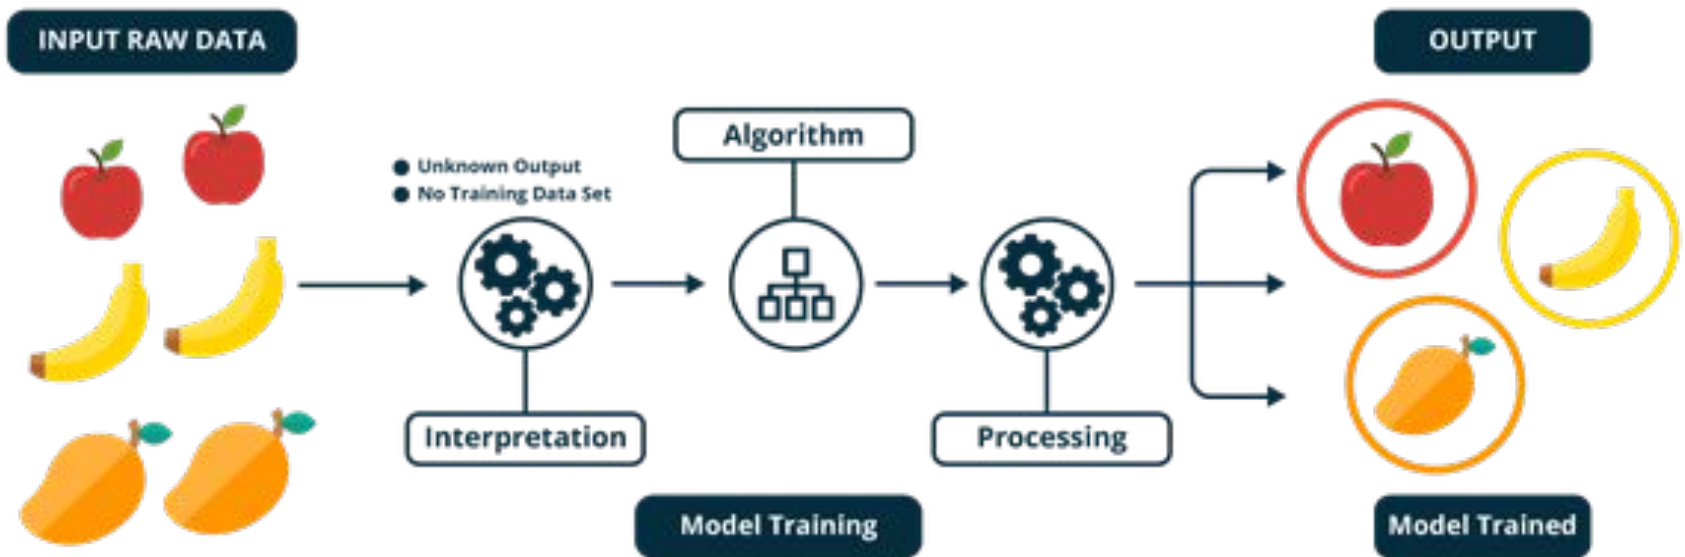 INPUT RAW DATA
OUTPUT
Algorithm
Unknown Output
No Training Data Set
Interpretation
Processing
Model Training
Model Trained